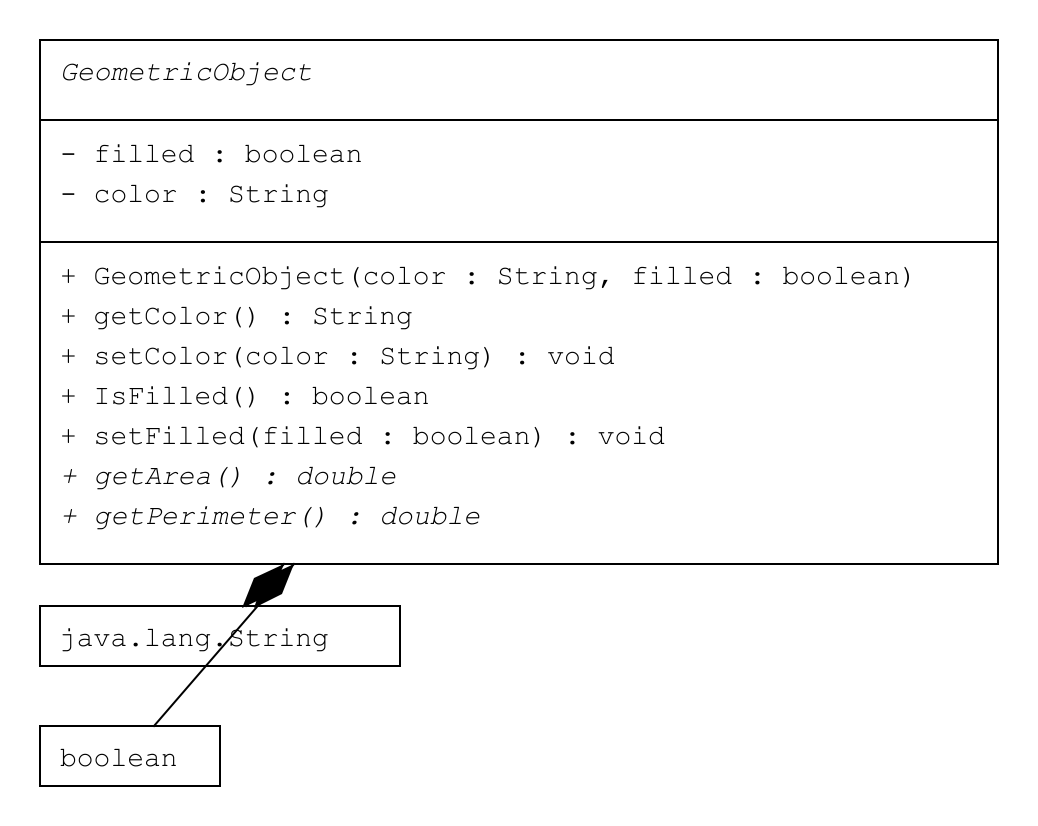 GeometricObject
- filled : boolean
- color : String
+ GeometricObject(color : String, filled : boolean)
+ getColor() : String
+ setColor(color : String) : void
+ IsFilled() : boolean
+ setFilled(filled : boolean) : void
+ getArea() : double
+ getPerimeter() : double
java.lang.String
boolean